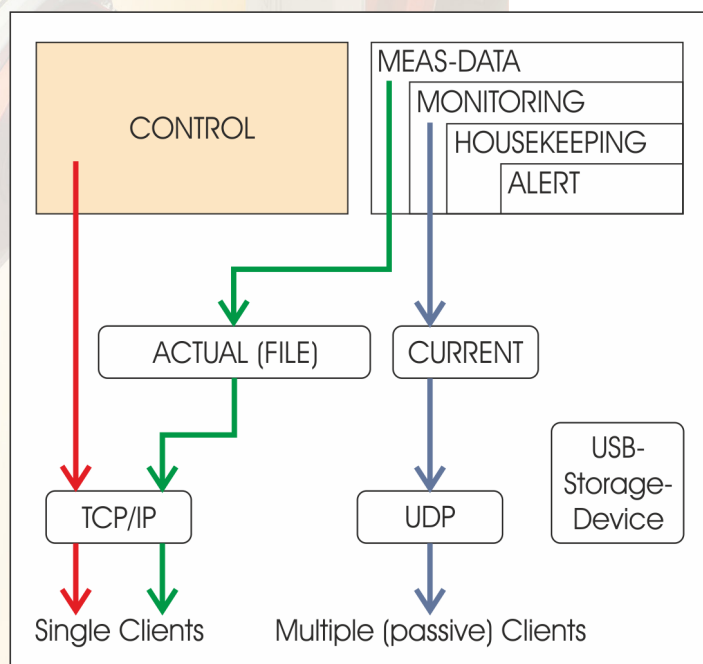 CONTROL
MEAS-DATA
MONITORING
HOUSEKEEPING
ALERT
ACTUAL (FILE)
CURRENT
USB-
Storage-
Device
TCP/IP
UDP
Single Clients
Multiple (passive) Clients